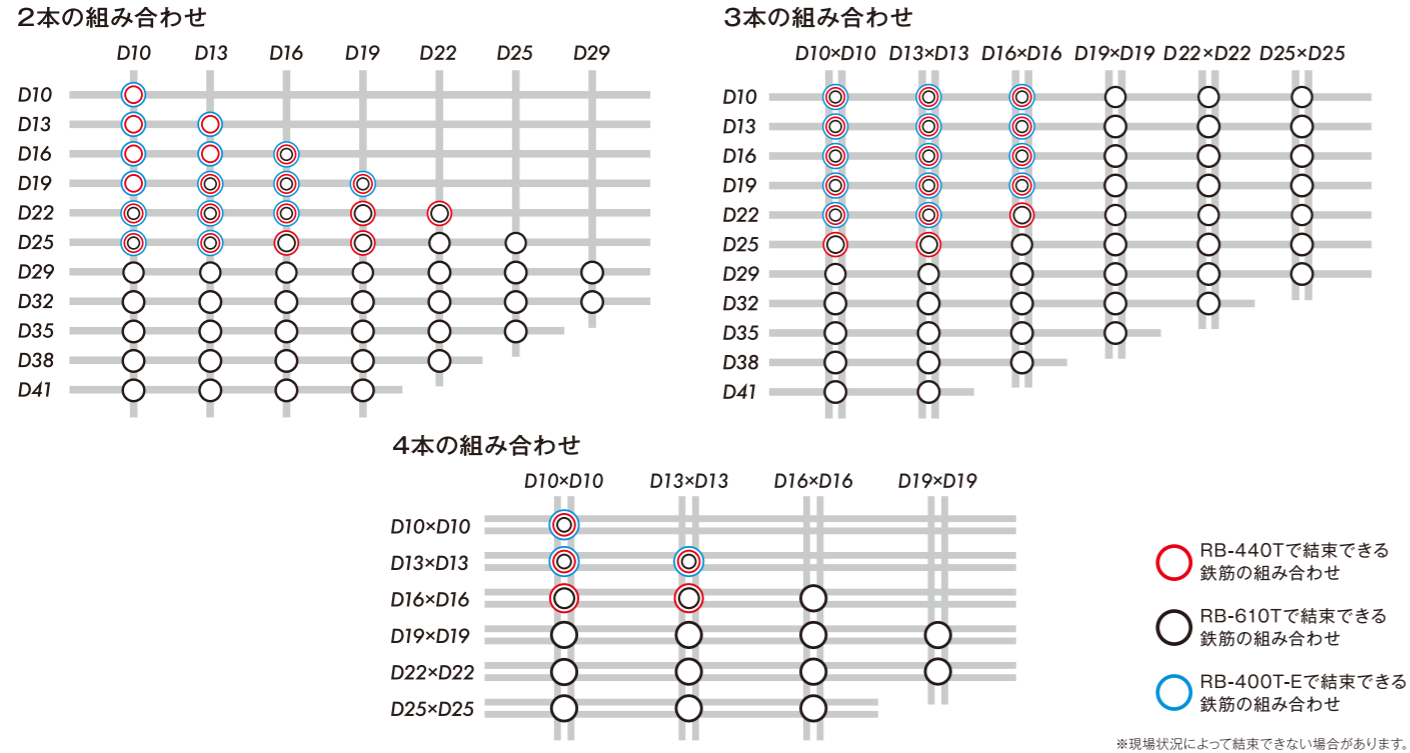 2本の組み合わせ
D10 D13 D16 D19 D22 D25 D29
D10
D13
D16
D19
D22
D25
D29
D32
D35
D38
D41
3本の組み合わせ
D10×D10 D13×D13 D16×D16 D19×D19 D22×D22 D25×D25
D10
D13
D16
D19
D22
D25
D29
D32
D35
D38
D41
4本の組み合わせ
D10×D10 D13×D13 D16×D16 D19×D19
D10×D10
D13×D13
D16×D16
D19×D19
D22×D22
D25×D25
RB-440Tで結束できる
鉄筋の組み合わせ
RB-610Tで結束できる
鉄筋の組み合わせ
RB-400T-Eで結束できる
鉄筋の組み合わせ
※現場状況によって結束できない場合があります。